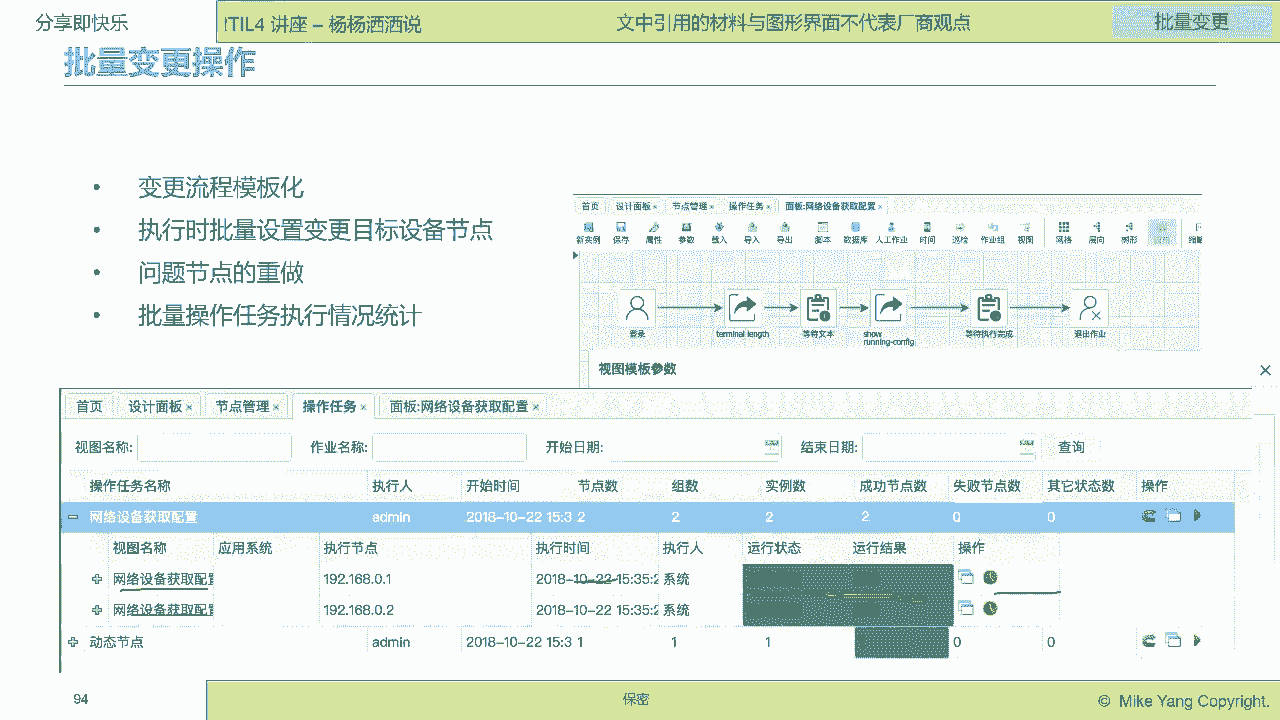 分享即快乐
ITIL4 讲座 – 杨杨洒洒说
文中引用的材料与图形界面不代表厂商观点
批量变更
批量变更操作
• 变更流程模板化
• 执行时批量设置变更目标设备节点
• 问题节点的重做
• 批量操作任务执行情况统计
首页 设计面板× 节点管理× 操作任务× 面板:网络设备获取配置×
新实例 保存 属性 参数 载入 导入 导出 脚本 数据库 人工作业 时间 巡检 作业组 视图 网格 横向 树形
登录 terminal length 等待文本 show running-config 等待执行完成 退出作业
视图模板参数 ×
首页 设计面板× 节点管理× 操作任务× 面板:网络设备获取配置×
视图名称: 作业名称: 开始日期: 结束日期: 查询
操作任务名称 执行人 开始时间 节点数 组数 实例数 成功节点数 失败节点数 其它状态数 操作
网络设备获取配置 admin 2018-10-22 15:3 2 2 2 2 0 0
视图名称 应用系统 执行节点 执行时间 执行人 运行状态 运行结果 操作
网络设备获取配 192.168.0.1 2018-10-22-15:35:2 系统
网络设备获取配 192.168.0.2 2018-10-22 15:35:2 系统
动态节点 admin 2018-10-22 15:3 1 1 1 0 0
94
保密
© Mike Yang Copyright.